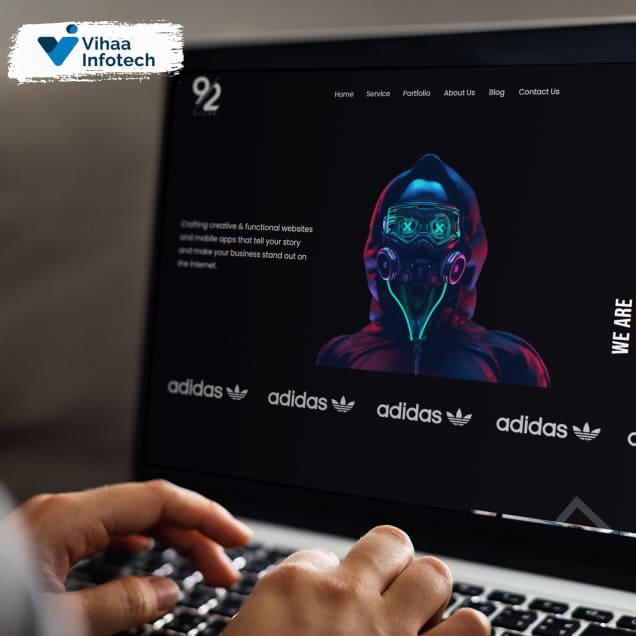 Vihaa
Infotech
92
Home Service Portfolio About Us Blog Contact Us
Crafting creative & functional websites
and mobile apps that tell your story
and make your business stand out on
the internet.
WE ARE
adidas adidas adidas adidas